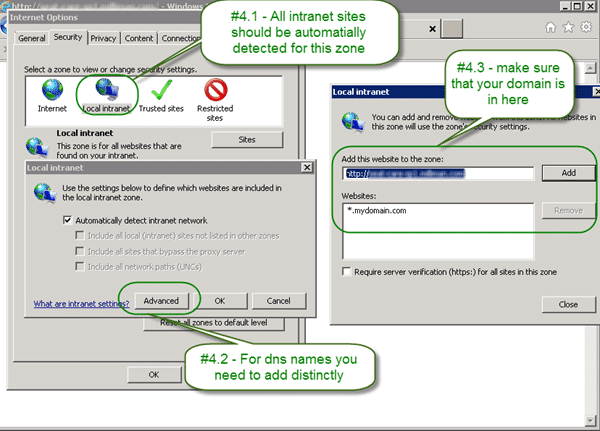 http://
- Windows
Internet Options
General Security Privacy Content Connection
Select a zone to view or change security settings.
Internet Local intranet Trusted sites Restricted
sites
Local intranet
This zone is for all websites that are
found on your intranet.
Sites
#4.1 - All intranet sites
should be automatially
detected for this zone
Local intranet
Use the settings below to define which websites are included in
the local intranet zone.
Automatically detect intranet network
Include all local (intranet) sites not listed in other zones
Include all sites that bypass the proxy server
Include all network paths (UNCs)
What are intranet settings? Advanced OK Cancel
Reset all zones to default level
OK
#4.2 - For dns names you
need to add distinctly
#4.3 - make sure
that your domain is
in here
Local intranet
You can add and remove websites in
this zone will use the zone's security settings.
Add this website to the zone:
http:// Add
Websites:
*.mydomain.com
Remove
Require server verification (https:) for all sites in this zone
Close